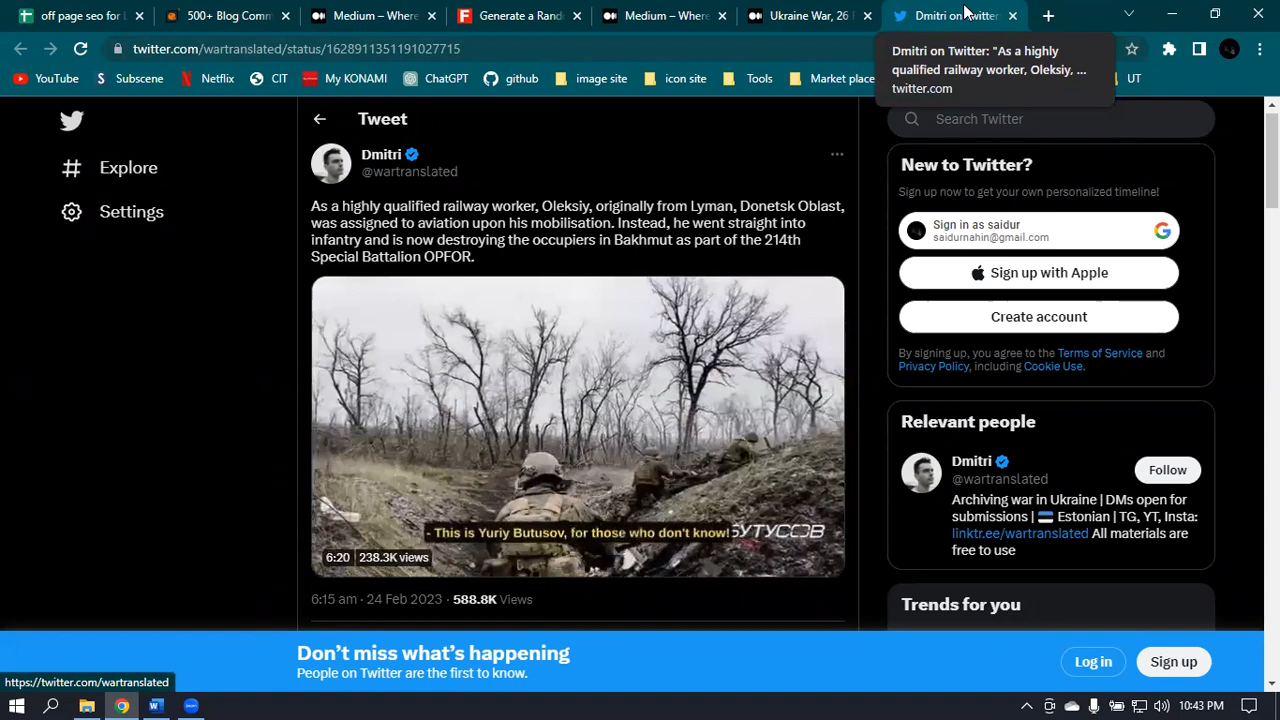 off page seo for l
500+ Blog Comm
Medium – Where
Generate a Rand
Medium – Where
Ukraine War, 26 F
Dmitri on Twitter
twitter.com/wartranslated/status/1628911351191027715
Dmitri on Twitter: "As a highly
qualified railway worker, Oleksiy, ...
twitter.com
YouTube
Subscene
Netflix
CIT
My KONAMI
ChatGPT
github
image site
icon site
Tools
Market place
UT
Tweet
Search Twitter
Explore
Settings
Dmitri
@wartranslated
As a highly qualified railway worker, Oleksiy, originally from Lyman, Donetsk Oblast,
was assigned to aviation upon his mobilisation. Instead, he went straight into
infantry and is now destroying the occupiers in Bakhmut as part of the 214th
Special Battalion OPFOR.
- This is Yuriy Butusov, for those who don't know!
БУТУСОВ
6:20 238.3K views
6:15 am · 24 Feb 2023 · 588.8K Views
New to Twitter?
Sign up now to get your own personalized timeline!
Sign in as saidur
saidurnahin@gmail.com
Sign up with Apple
Create account
By signing up, you agree to the Terms of Service and
Privacy Policy, including Cookie Use.
Relevant people
Dmitri
@wartranslated
Follow
Archiving war in Ukraine | DMs open for
submissions | Estonian | TG, YT, Insta:
linktr.ee/wartranslated All materials are
free to use
Trends for you
Don't miss what's happening
People on Twitter are the first to know.
Log in
Sign up
https://twitter.com/wartranslated
10:43 PM